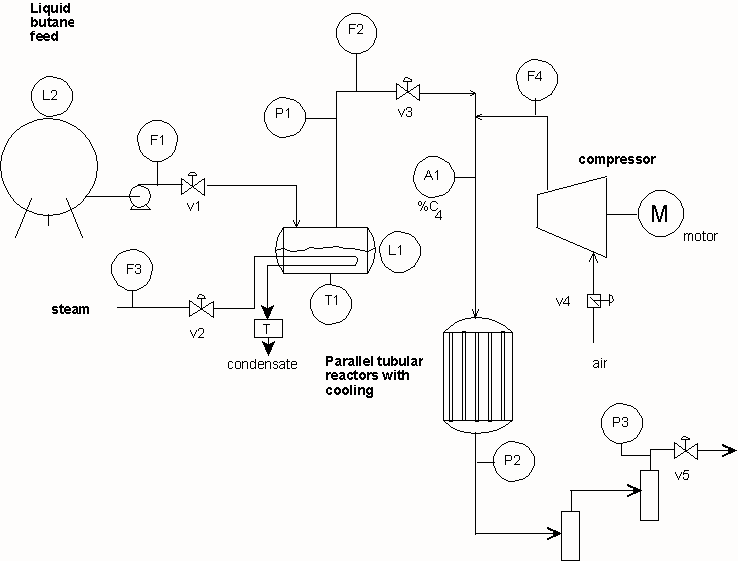 Liquid
butane
feed
F2
L2
F4
P1
F1
v3
compressor
A1
%C4
v1
M
motor
L1
F3
T1
steam
v4
v2
T
condensate
Parallel tubular
reactors with
cooling
air
P3
P2
v5